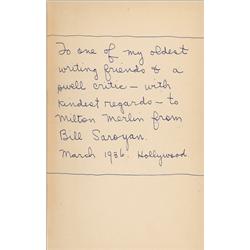 To one of my oldest
writing friends & a
swell critic — with
kindest regards — to
Milton Merlin from
Bill Saroyan.
March 1936. Hollywood